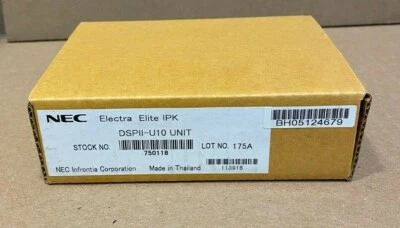 NEC Electra Elite IPK
BH05124679
DSPII-U10 UNIT
STOCK NO. 750118 LOT NO. 175A
NEC Infrontia Corporation Made in Thailand 113918